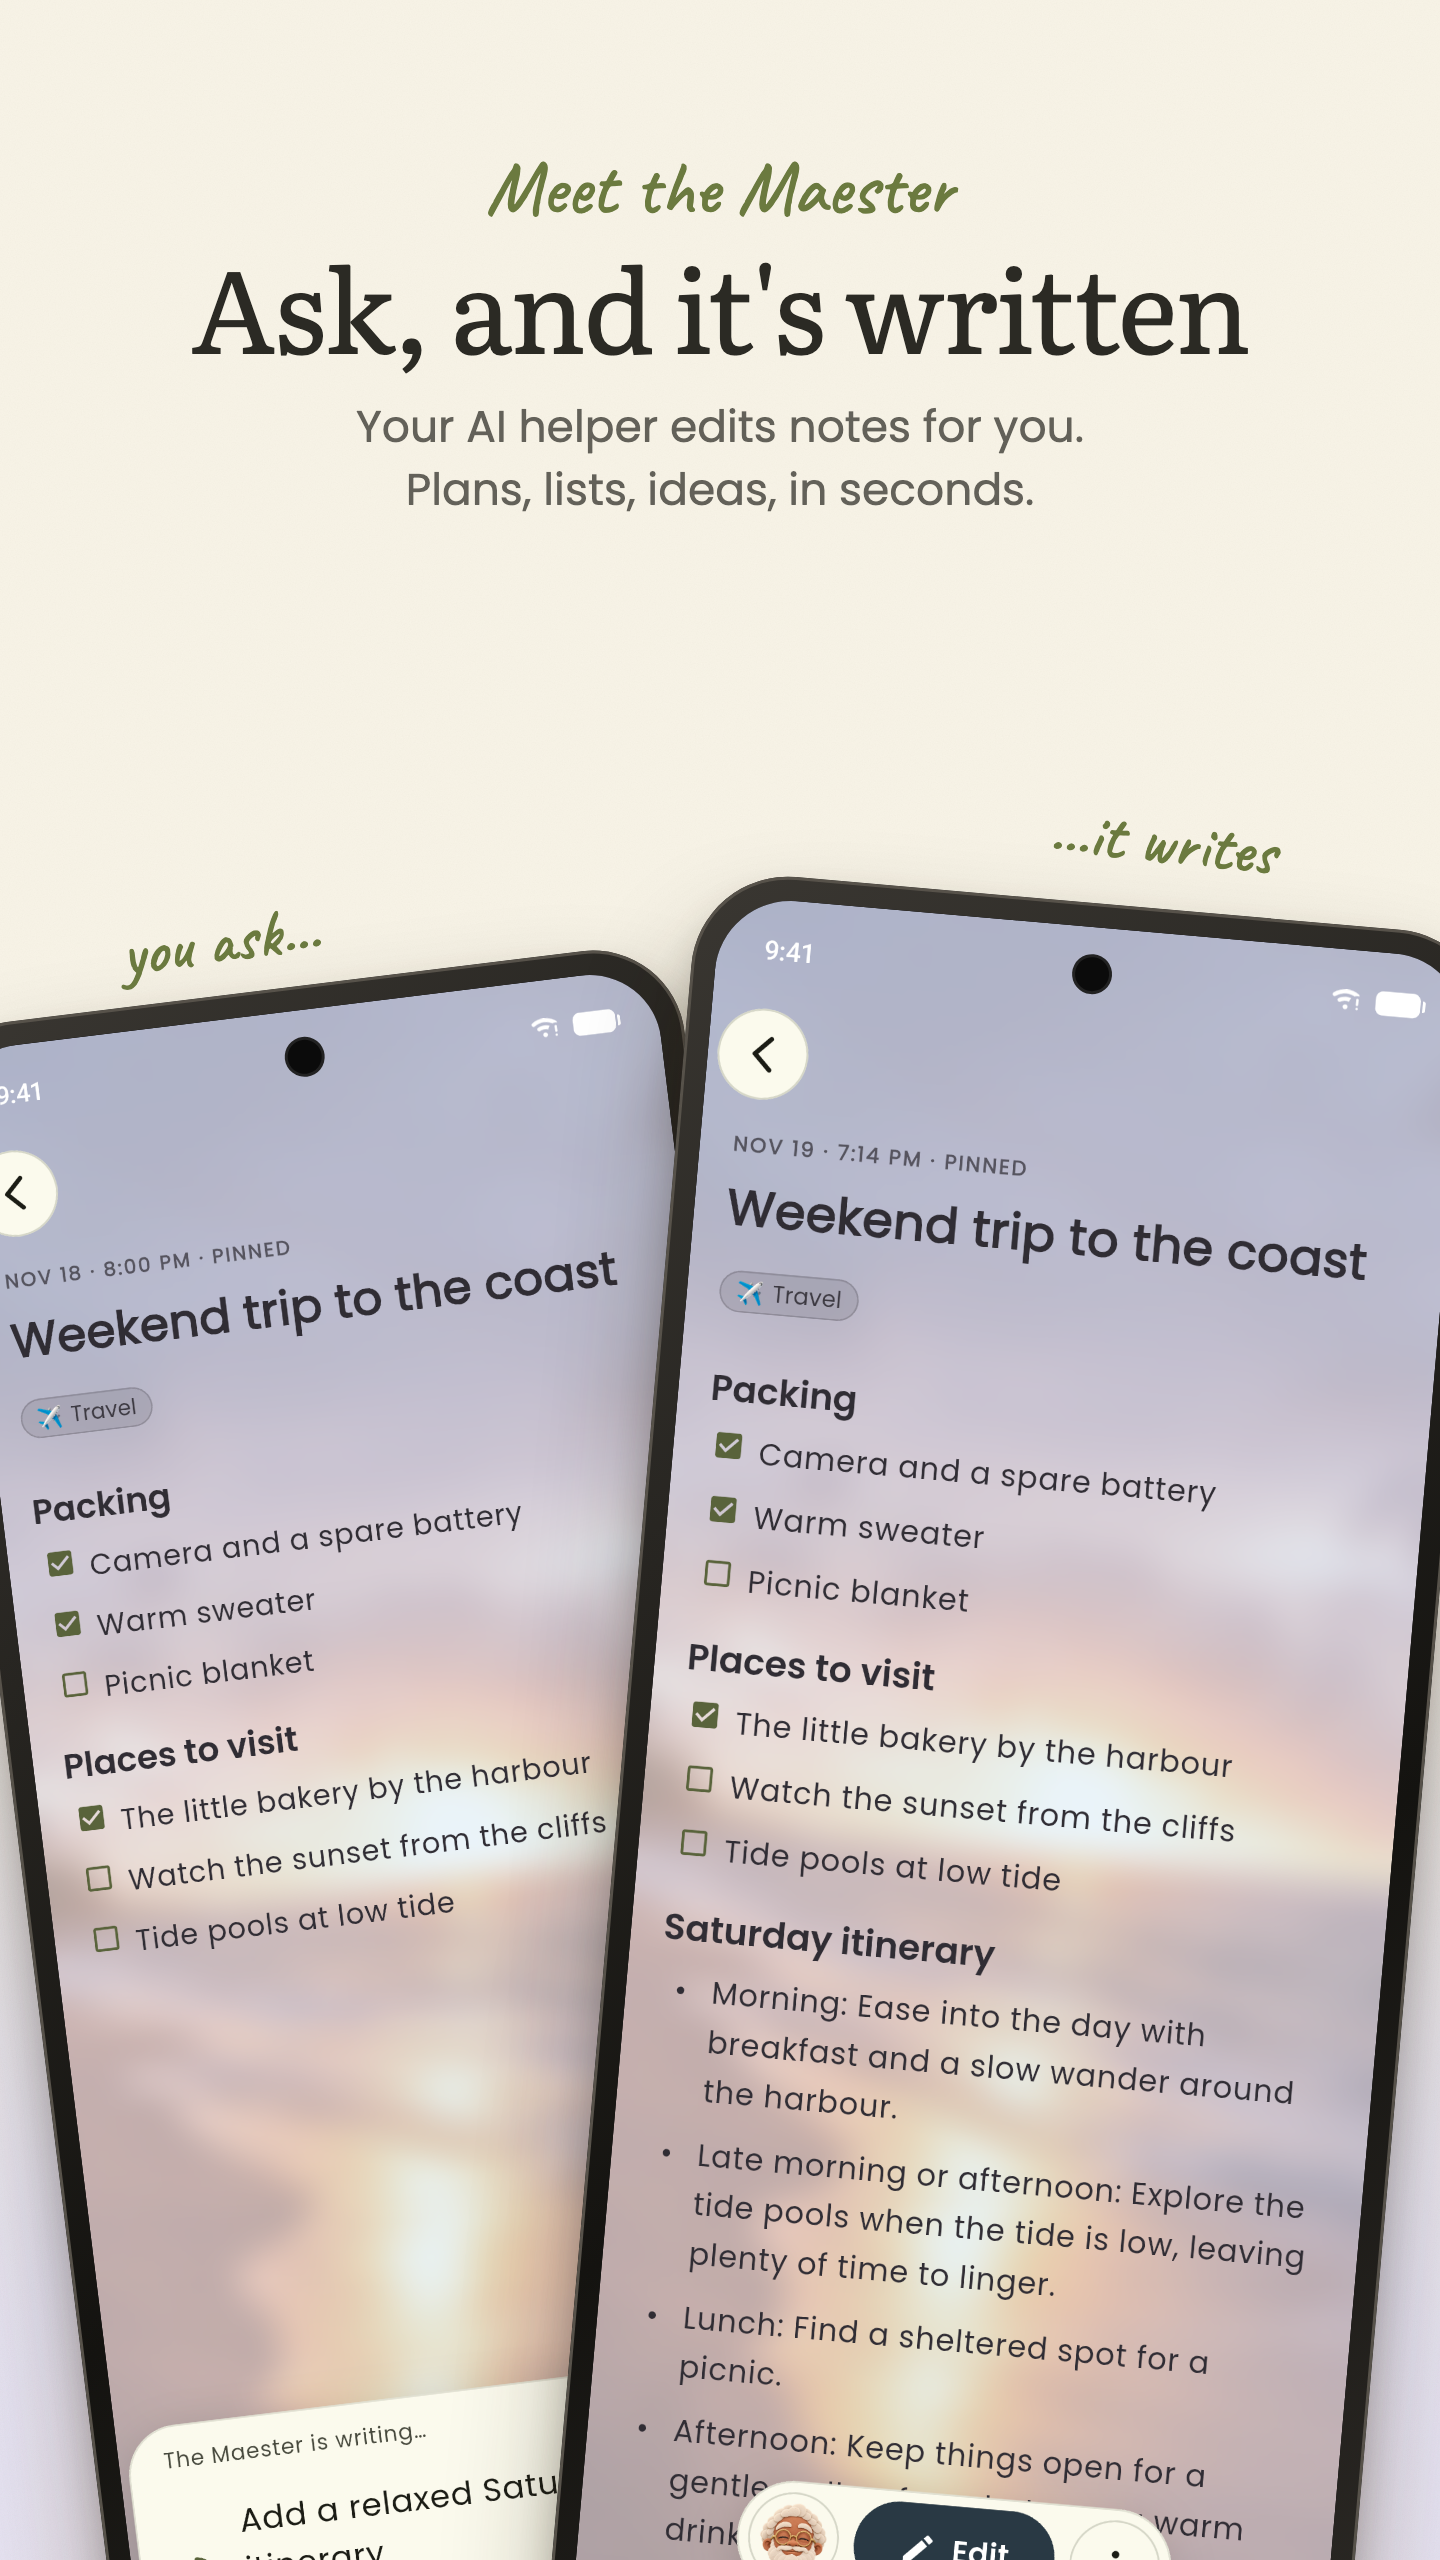 Meet the Maester
Ask, and it's written
Your AI helper edits notes for you.
Plans, lists, ideas, in seconds.
you ask...
9:41
NOV 18 · 8:00 PM · PINNED
Weekend trip to the coast
✈️ Travel
Packing
Camera and a spare battery
Warm sweater
Picnic blanket
Places to visit
The little bakery by the harbour
Watch the sunset from the cliffs
Tide pools at low tide
The Maester is writing...
Add a relaxed
itinerary
...it writes
9:41
NOV 19 · 7:14 PM · PINNED
Weekend trip to the coast
✈️ Travel
Packing
Camera and a spare battery
Warm sweater
Picnic blanket
Places to visit
The little bakery by the harbour
Watch the sunset from the cliffs
Tide pools at low tide
Saturday itinerary
• Morning: Ease into the day with
breakfast and a slow wander around
the harbour.
• Late morning or afternoon: Explore the
tide pools when the tide is low, leaving
plenty of time to linger.
• Lunch: Find a sheltered spot for a
picnic.
• Afternoon: Keep things open for a
gentle warm
drink
Edit